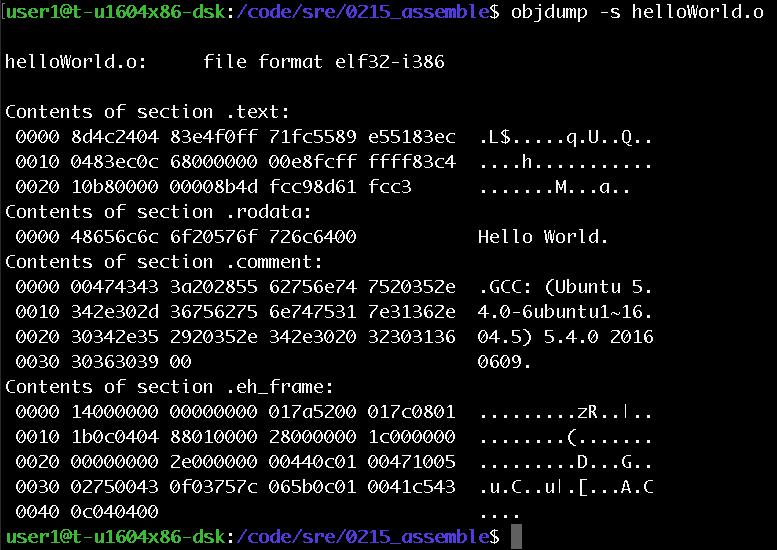 user1@t-u1604x86-dsk:/code/sre/0215_assemble$ objdump -s helloWorld.o

helloWorld.o:     file format elf32-i386

Contents of section .text:
 0000 8d4c2404 83e4f0ff 71fc5589 e55183ec  .L$.....q.U..Q..
 0010 0483ec0c 68000000 00e8fcff ffff83c4  ....h...........
 0020 10b80000 00008b4d fcc98d61 fcc3      .......M...a..
Contents of section .rodata:
 0000 48656c6c 6f20576f 726c6400           Hello World.
Contents of section .comment:
 0000 00474343 3a202855 62756e74 7520352e  .GCC: (Ubuntu 5.
 0010 342e302d 36756275 6e747531 7e31362e  4.0-6ubuntu1~16.
 0020 30342e35 2920352e 342e3020 32303136  04.5) 5.4.0 2016
 0030 30363039 00                          0609.
Contents of section .eh_frame:
 0000 14000000 00000000 017a5200 017c0801  .........zR..|..
 0010 1b0c0404 88010000 28000000 1c000000  ........(.......
 0020 00000000 2e000000 00440c01 00471005  .........D...G..
 0030 02750043 0f03757c 065b0c01 0041c543  .u.C..u|.[...A.C
 0040 0c040400                             ....
user1@t-u1604x86-dsk:/code/sre/0215_assemble$